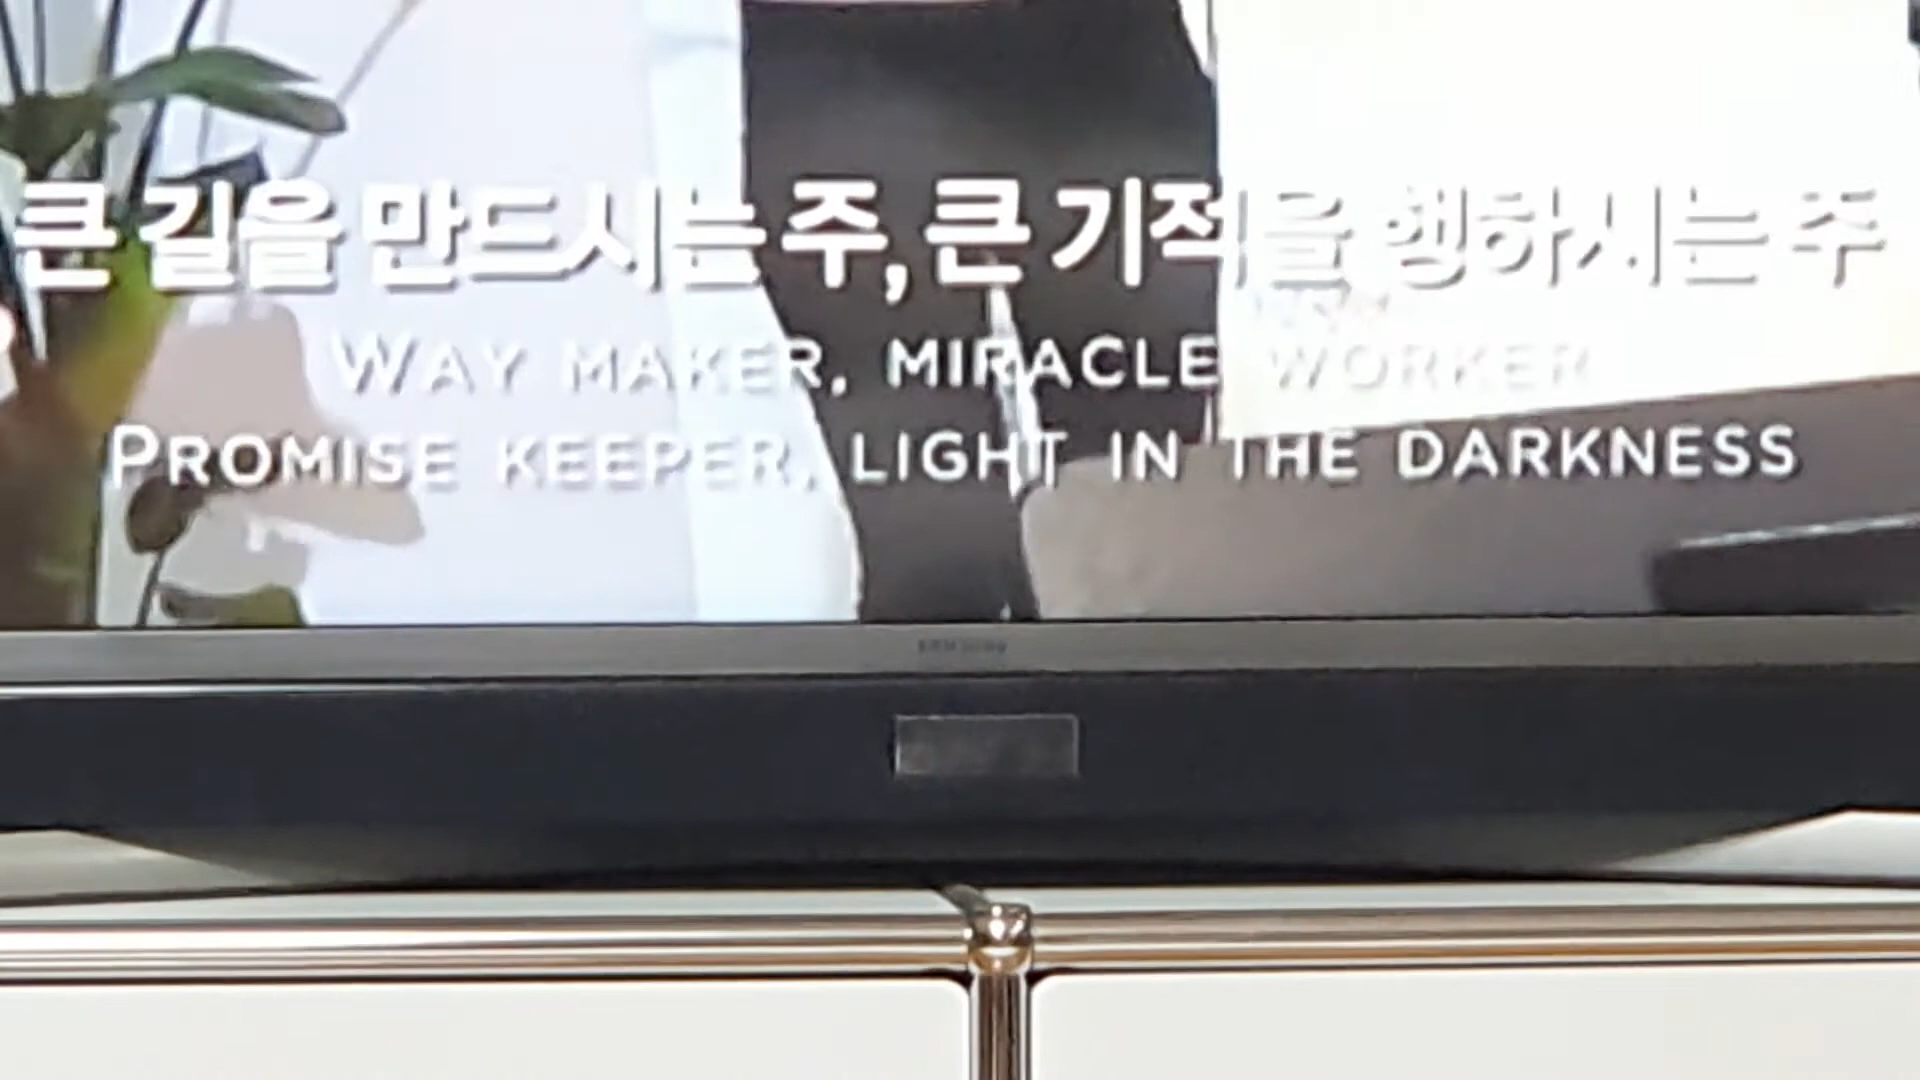 큰 길을 만드시는 주, 큰 기적을 행하시는 주
WAY MAKER, MIRACLE WORKER
PROMISE KEEPER, LIGHT IN THE DARKNESS
SAMSUNG